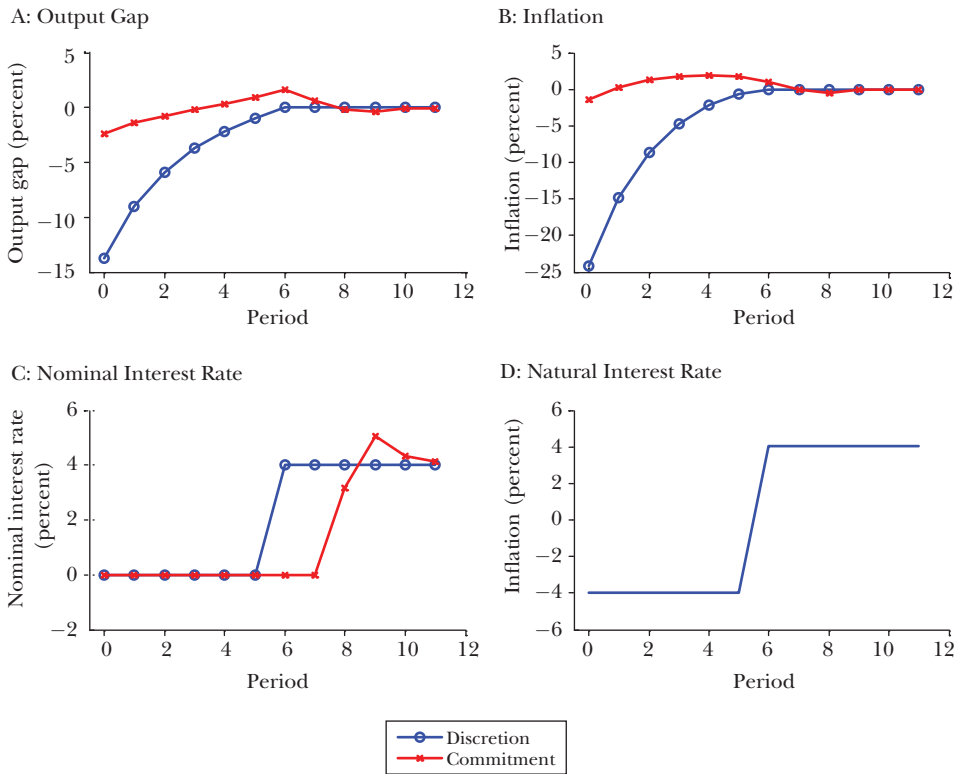 A: Output Gap
5
0
−5
−10
−15
Output gap (percent)
0 2 4 6 8 10 12
Period
B: Inflation
5
0
−5
−10
−15
−20
−25
Inflation (percent)
0 2 4 6 8 10 12
Period
C: Nominal Interest Rate
6
4
2
0
−2
Nominal interest rate
(percent)
0 2 4 6 8 10 12
Period
D: Natural Interest Rate
6
4
2
0
−2
−4
−6
Inflation (percent)
0 2 4 6 8 10 12
Period
Discretion
Commitment